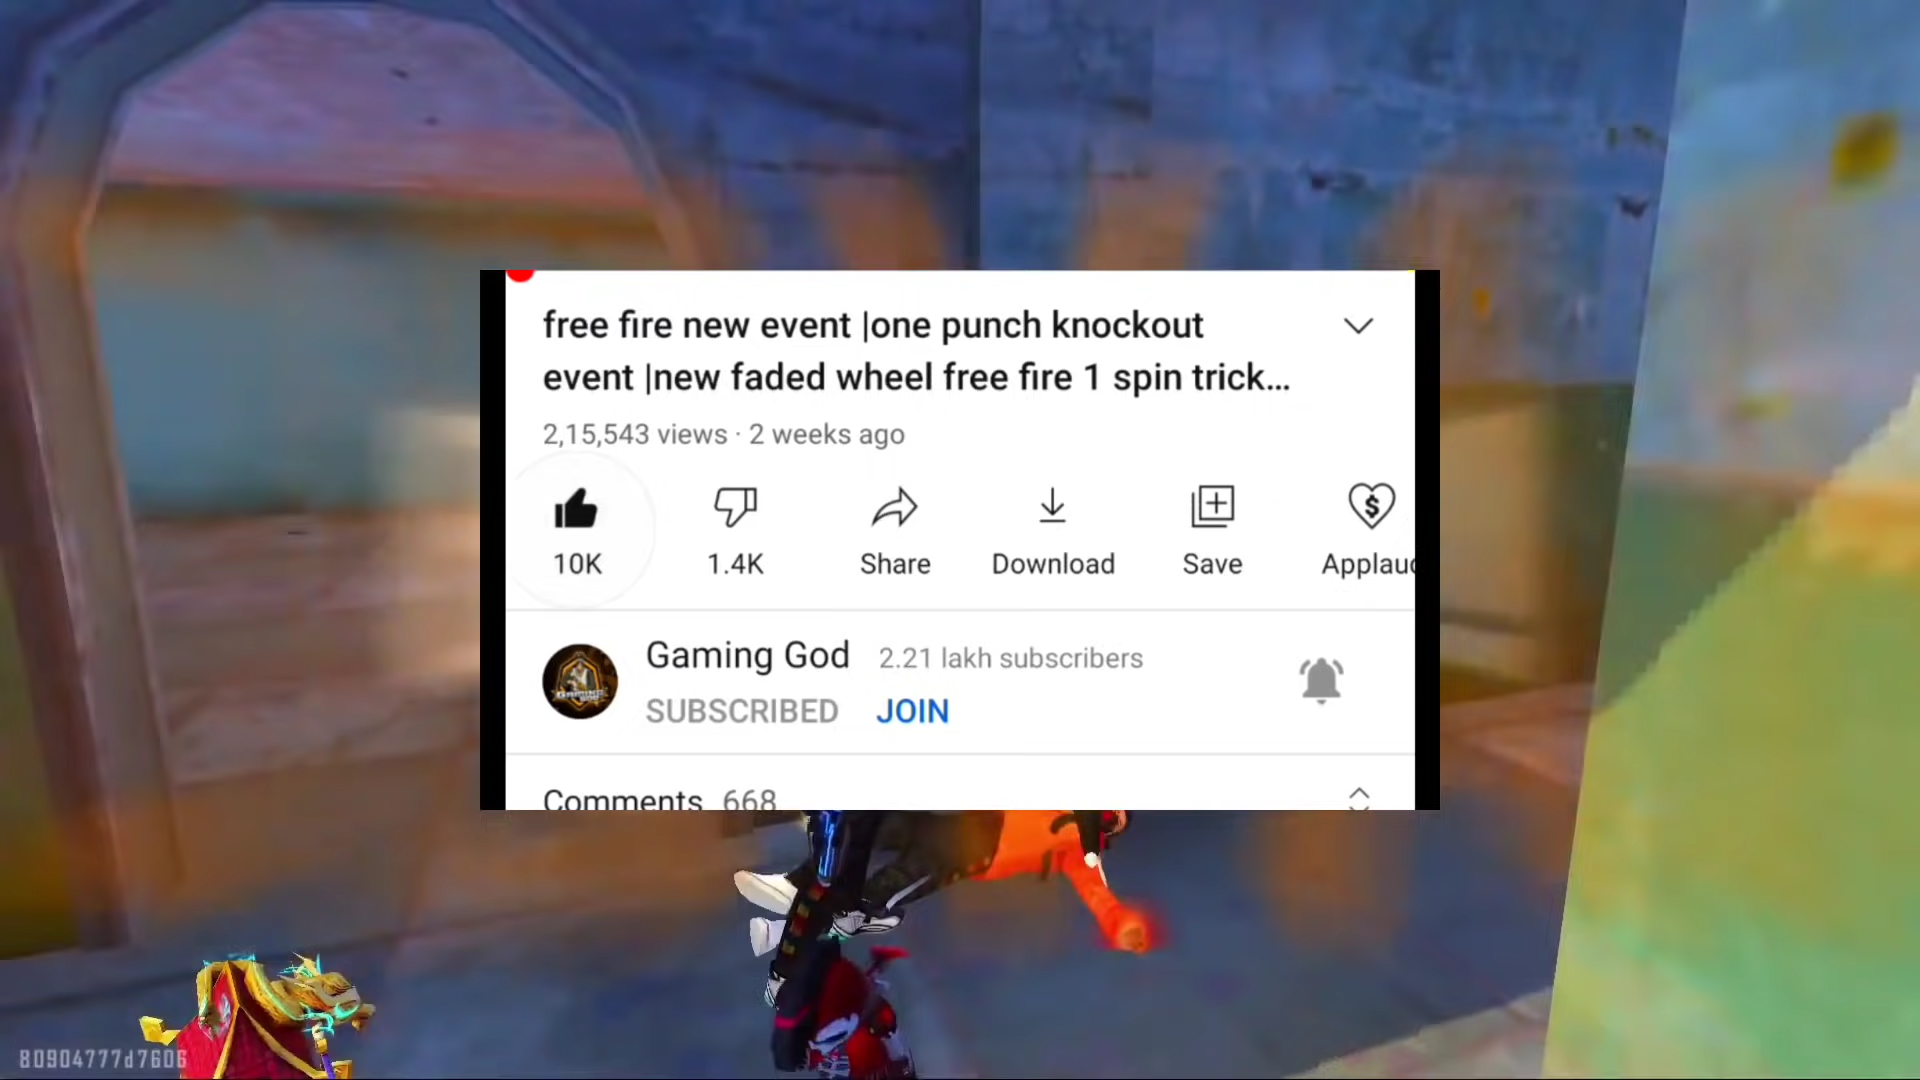 free fire new event |one punch knockout
event |new faded wheel free fire 1 spin trick...
2,15,543 views · 2 weeks ago
10K
1.4K
Share
Download
Save
Applaud
Gaming God 2.21 lakh subscribers
SUBSCRIBED JOIN
Comments 668
80904777d7606